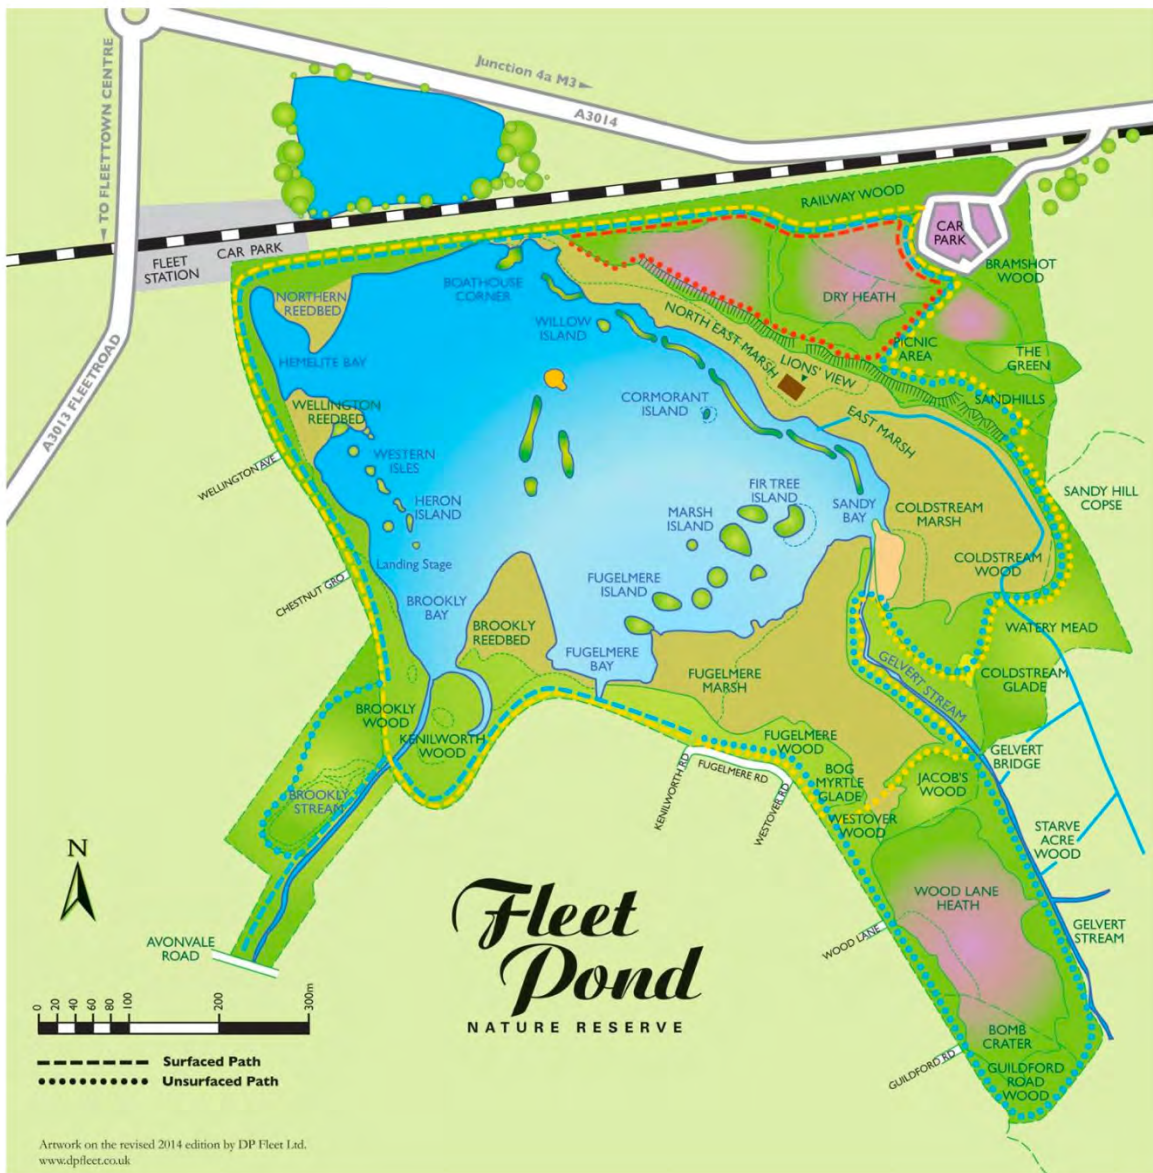 Junction 4a M3
A3014
TO FLEETTOWN CENTRE
RAILWAY WOOD
CAR
PARK
CAR PARK
FLEET
STATION
BRAMSHOT
WOOD
BOATHOUSE
CORNER
NORTHERN
REEDBED
DRY HEATH
WILLOW
ISLAND
NORTH EAST MARSH
PICNIC
AREA
THE
GREEN
HEMELITE BAY
LIONS' VIEW
A3013 FLEETROAD
CORMORANT
ISLAND
SANDHILLS
WELLINGTON
REEDBED
EAST MARSH
WELLINGTON AVE
WESTERN
ISLES
FIR TREE
ISLAND
SANDY HILL
COPSE
HERON
ISLAND
MARSH
ISLAND
SANDY
BAY
COLDSTREAM
MARSH
Landing Stage
COLDSTREAM
WOOD
CHESTNUT GRO
FUGELMERE
ISLAND
BROOKLY
BAY
BROOKLY
REEDBED
WATERY MEAD
FUGELMERE
BAY
FUGELMERE
MARSH
GELVERT STREAM
COLDSTREAM
GLADE
BROOKLY
WOOD
KENILWORTH
WOOD
FUGELMERE
WOOD
GELVERT
BRIDGE
FUGELMERE RD
KENILWORTH RD
WESTOVER RD
BOG
MYRTLE
GLADE
JACOB'S
WOOD
BROOKLY
STREAM
WESTOVER
WOOD
STARVE
ACRE
WOOD
N
WOOD LANE
HEATH
Fleet
Pond
NATURE RESERVE
WOOD LANE
GELVERT
STREAM
AVONVALE
ROAD
0 20 40 60 80 100 200 300m
BOMB
CRATER
Surfaced Path
Unsurfaced Path
GUILDFORD RD
GUILDFORD
ROAD
WOOD
Artwork on the revised 2014 edition by DP Fleet Ltd.
www.dpfleet.co.uk